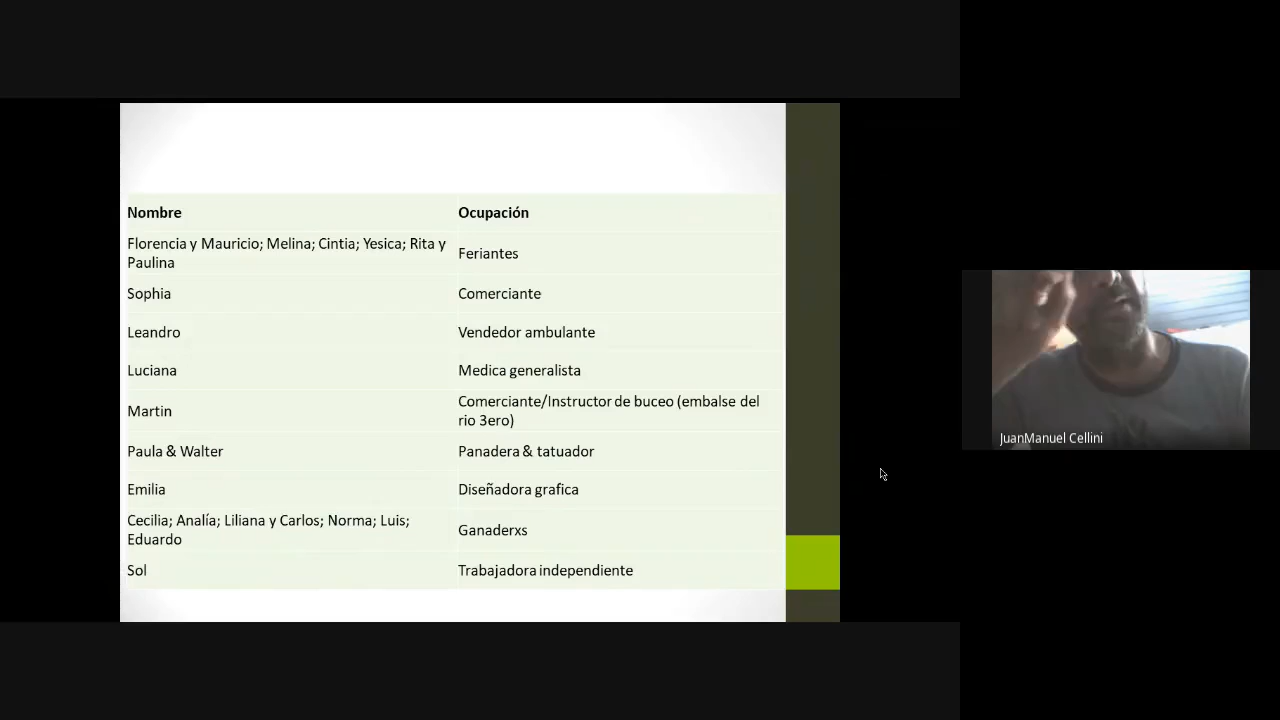 Nombre Ocupación
Florencia y Mauricio; Melina; Cintia; Yesica; Rita y
Paulina
Feriantes
Sophia Comerciante
Leandro Vendedor ambulante
Luciana Medica generalista
Martin
Comerciante/Instructor de buceo (embalse del
rio 3ero)
Paula & Walter Panadera & tatuador
Emilia Diseñadora grafica
Cecilia; Analía; Liliana y Carlos; Norma; Luis;
Eduardo
Ganaderxs
Sol Trabajadora independiente
JuanManuel Cellini